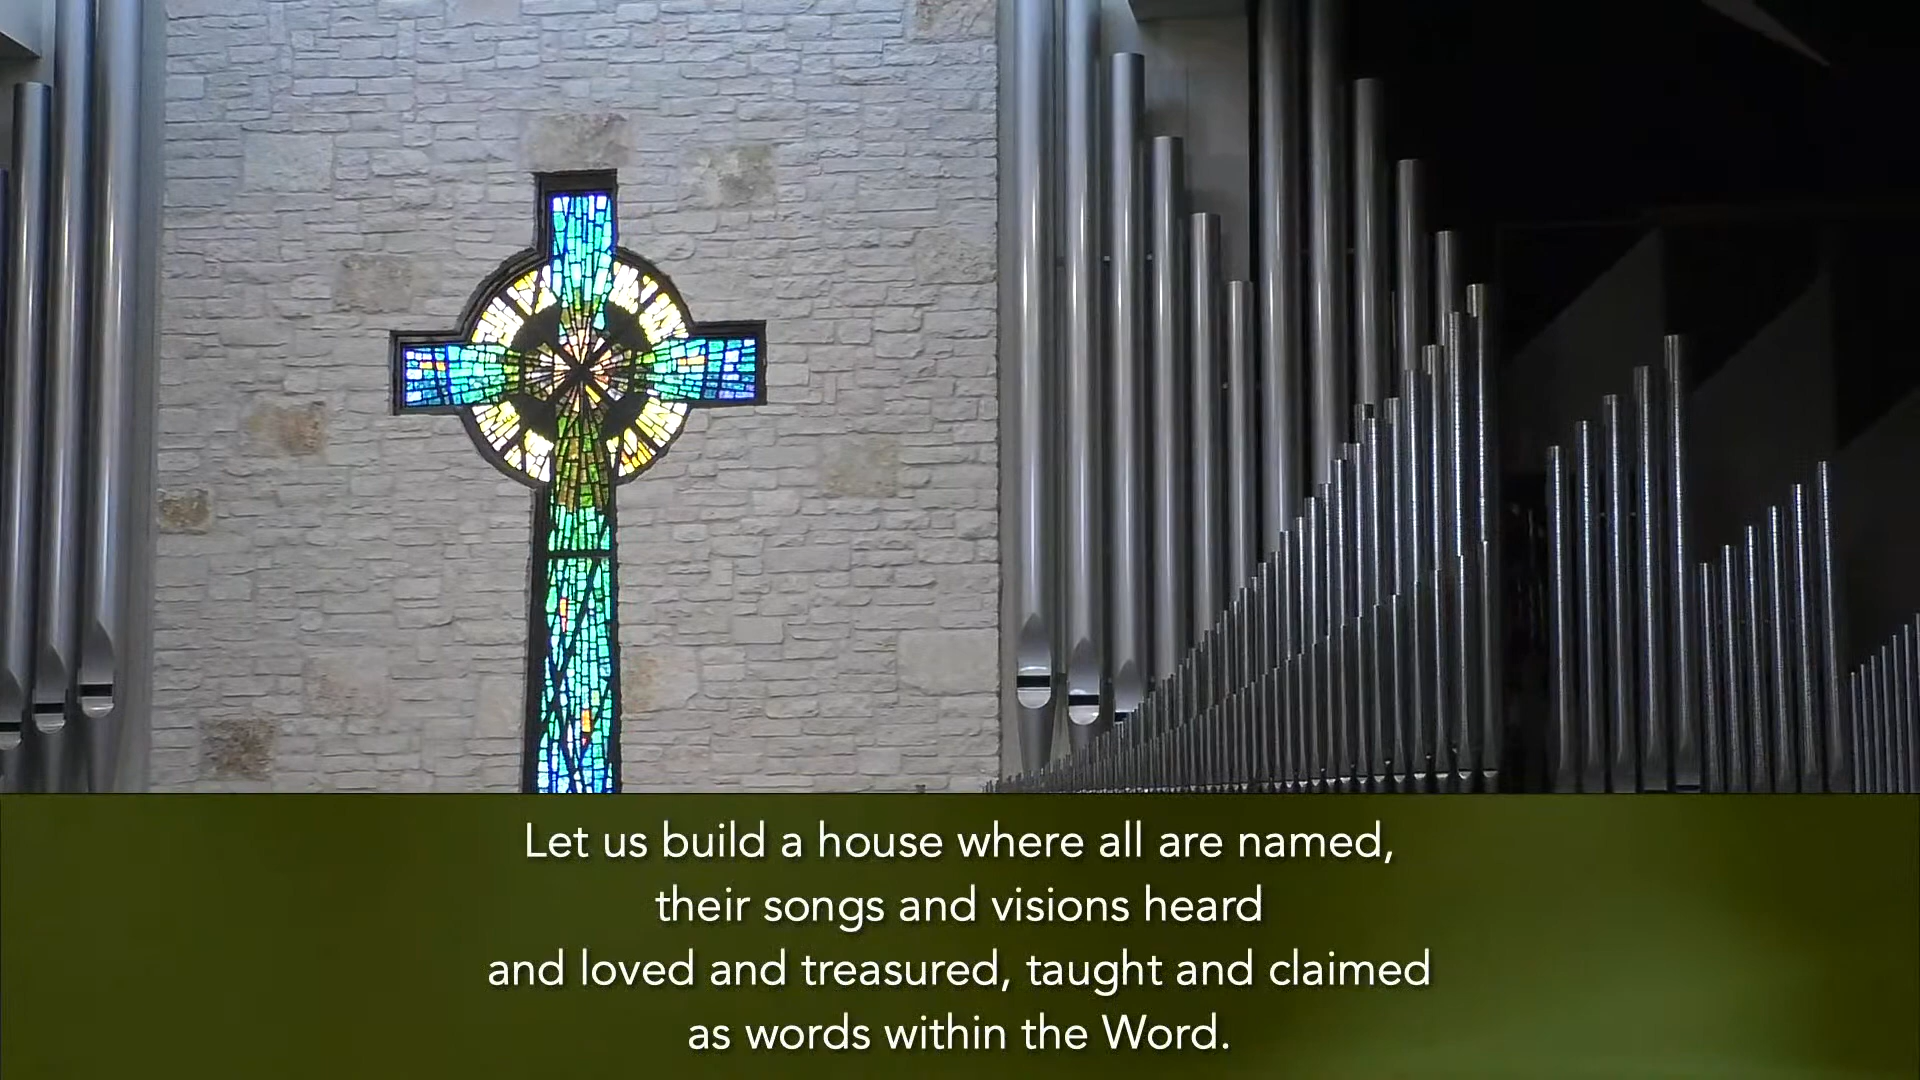 Let us build a house where all are named,
their songs and visions heard
and loved and treasured, taught and claimed
as words within the Word.